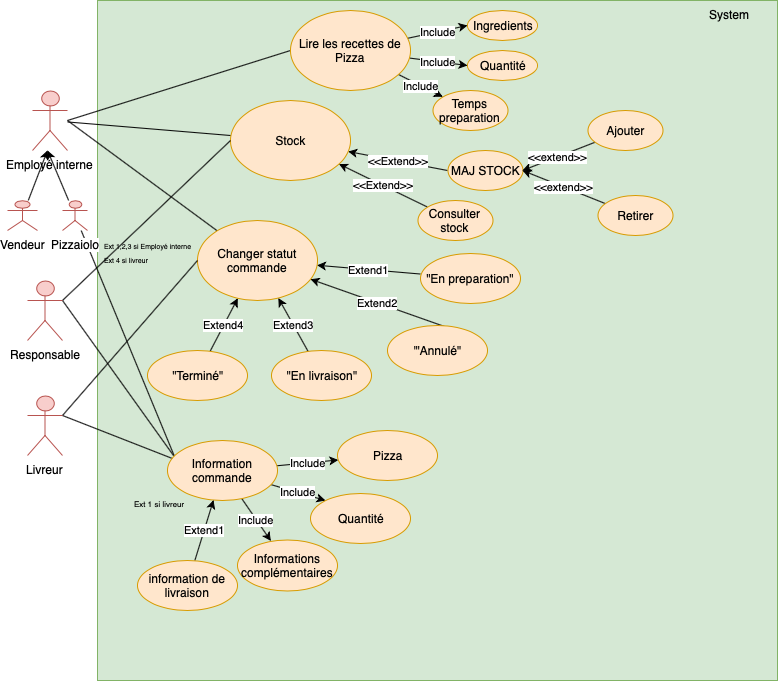 System
Lire les recettes de
Pizza
Include
Ingredients
Include
Quantité
Include
Temps
preparation
Employé interne
Stock
<<Extend>>
MAJ STOCK
<<extend>>
Ajouter
<<extend>>
Retirer
<<Extend>>
Consulter
stock
Vendeur
Pizzaiolo
Ext 1,2,3 si Employé interne
Ext 4 si livreur
Changer statut
commande
Extend1
"En preparation"
Extend2
"'Annulé"
Extend3
"En livraison"
Extend4
"Terminé"
Responsable
Livreur
Information
commande
Include
Pizza
Include
Quantité
Include
Informations
complémentaires
Ext 1 si livreur
Extend1
information de
livraison